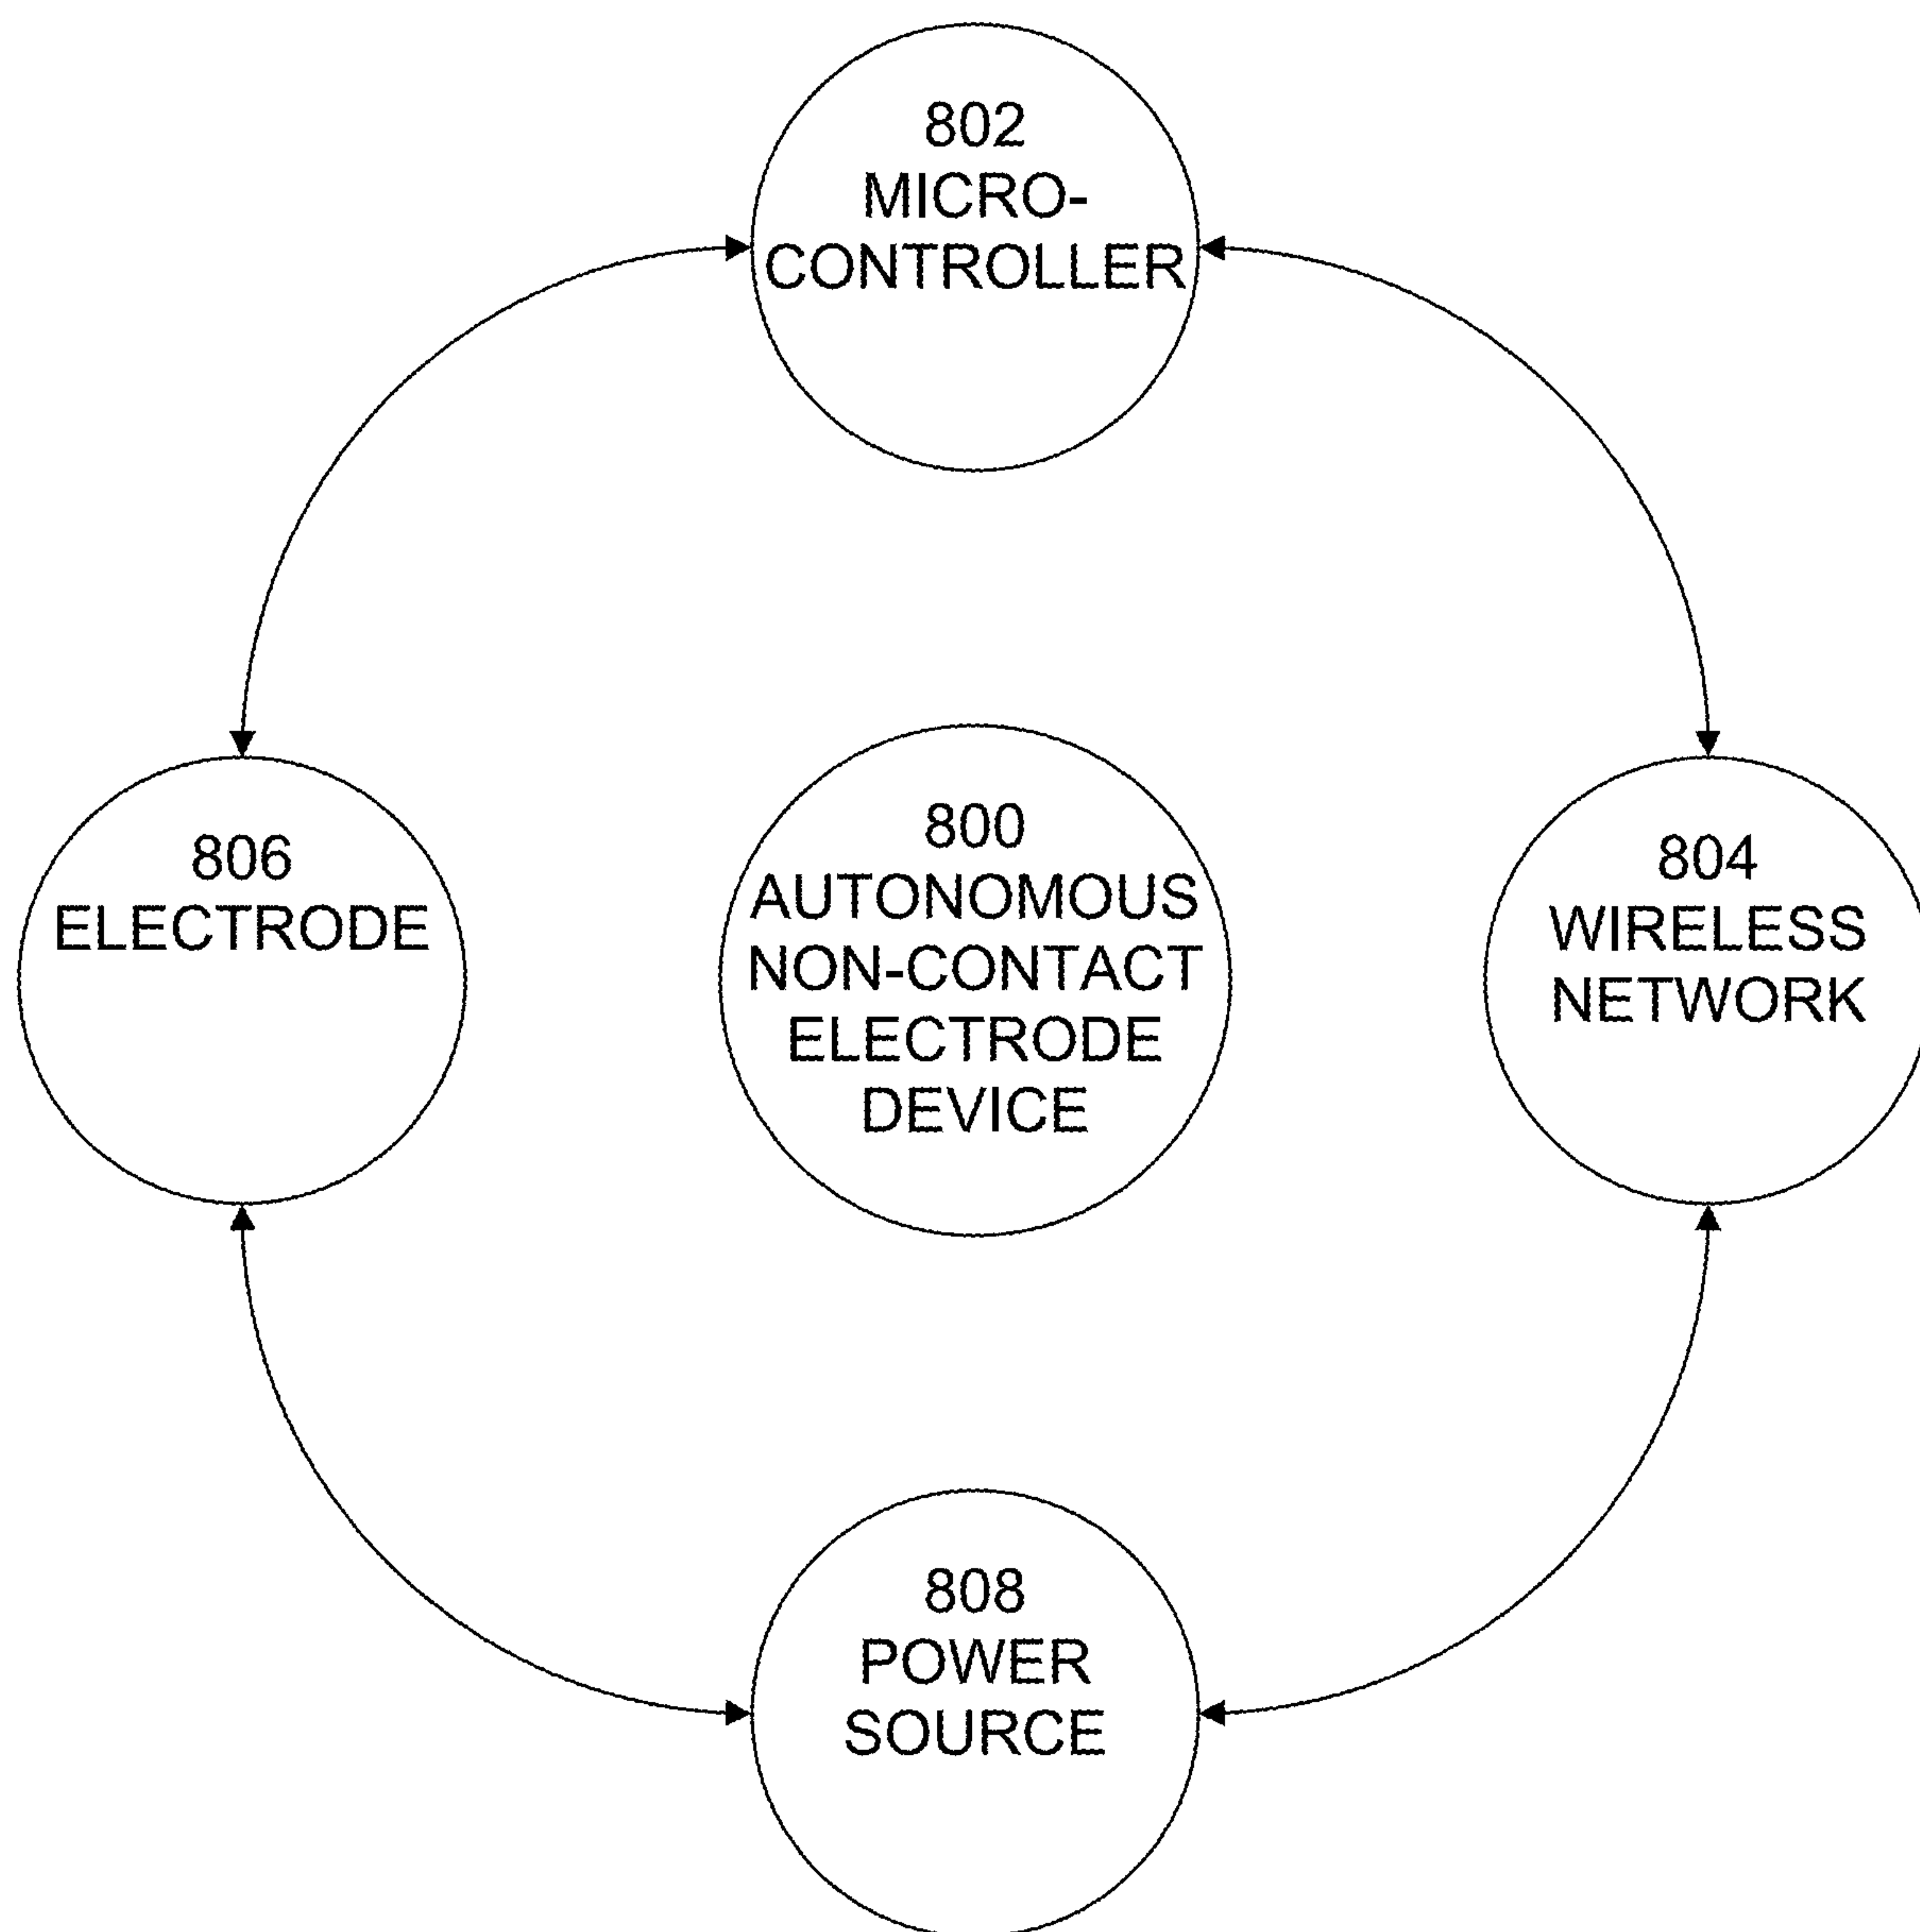 802
MICRO-
CONTROLLER
806
ELECTRODE
800
AUTONOMOUS
NON-CONTACT
ELECTRODE
DEVICE
804
WIRELESS
NETWORK
808
POWER
SOURCE